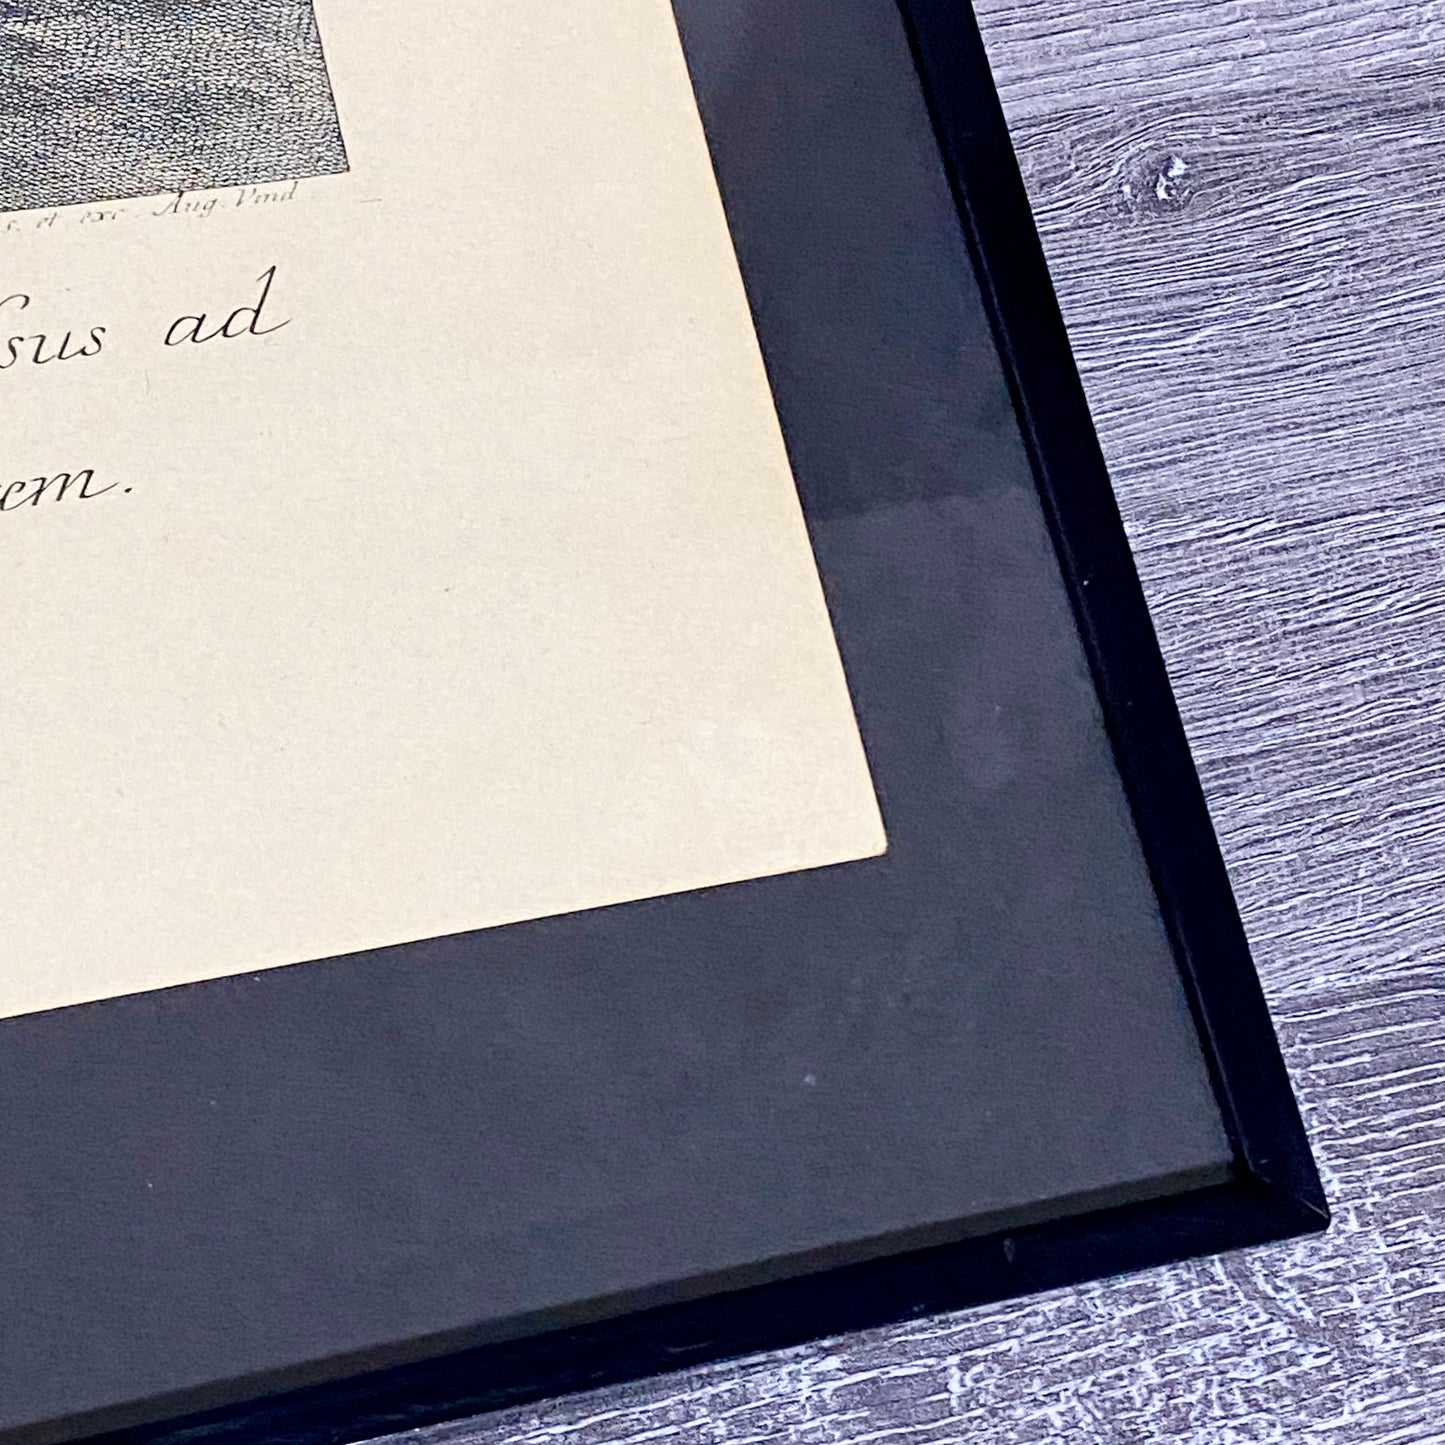 s. et exc. Aug. Vind.
sus ad
em.